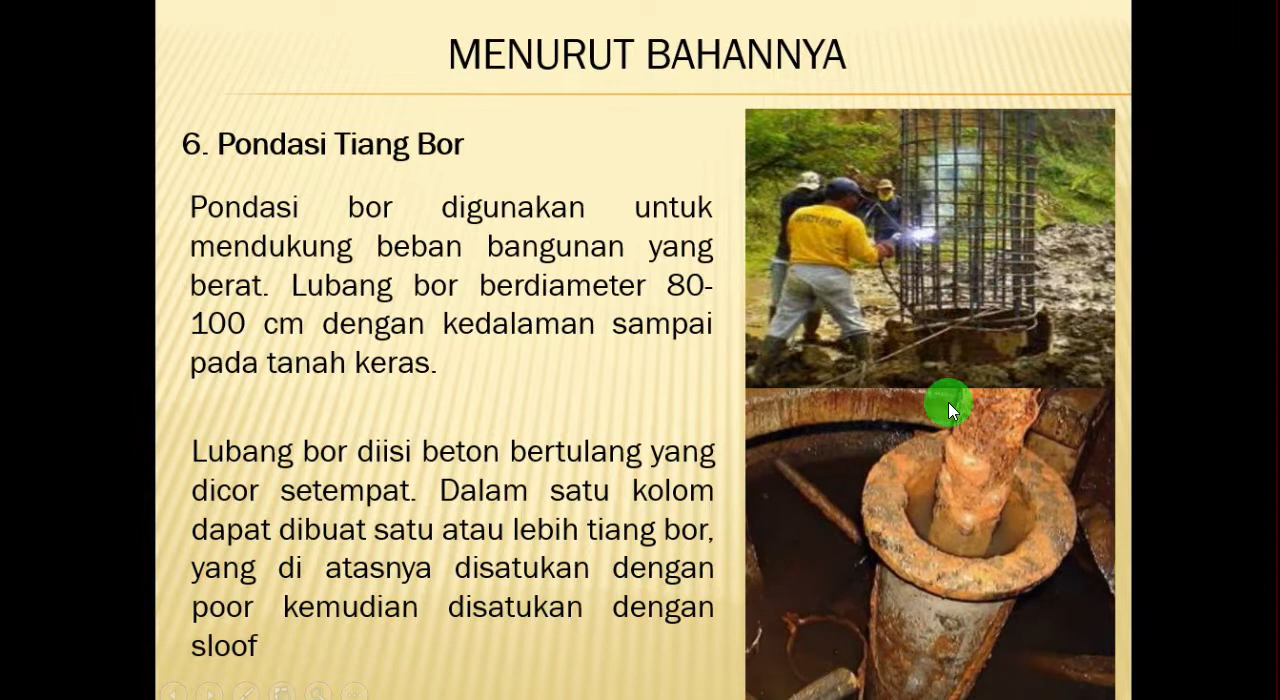 MENURUT BAHANNYA
6. Pondasi Tiang Bor
Pondasi bor digunakan untuk
mendukung beban bangunan yang
berat. Lubang bor berdiameter 80-
100 cm dengan kedalaman sampai
pada tanah keras.
Lubang bor diisi beton bertulang yang
dicor setempat. Dalam satu kolom
dapat dibuat satu atau lebih tiang bor,
yang di atasnya disatukan dengan
poor kemudian disatukan dengan
sloof